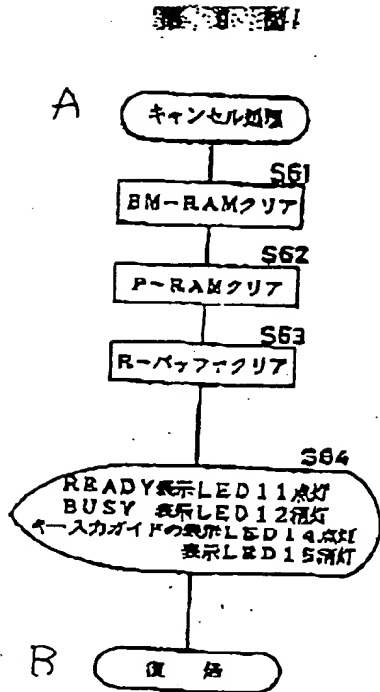 A
キャンセル処理
S61
BM-RAMクリア
S62
P-RAMクリア
S63
R-バッファクリア
S64
READY表示LED11点灯
BUSY 表示LED12消灯
キー入力ガイドの表示LED14点灯
表示LED15消灯
B
復 帰